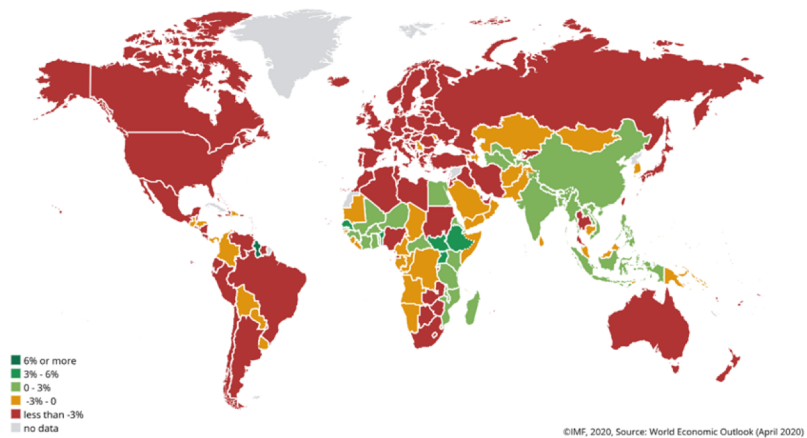 6% or more
3% - 6%
0 - 3%
-3% - 0
less than -3%
no data
©IMF, 2020, Source: World Economic Outlook (April 2020)